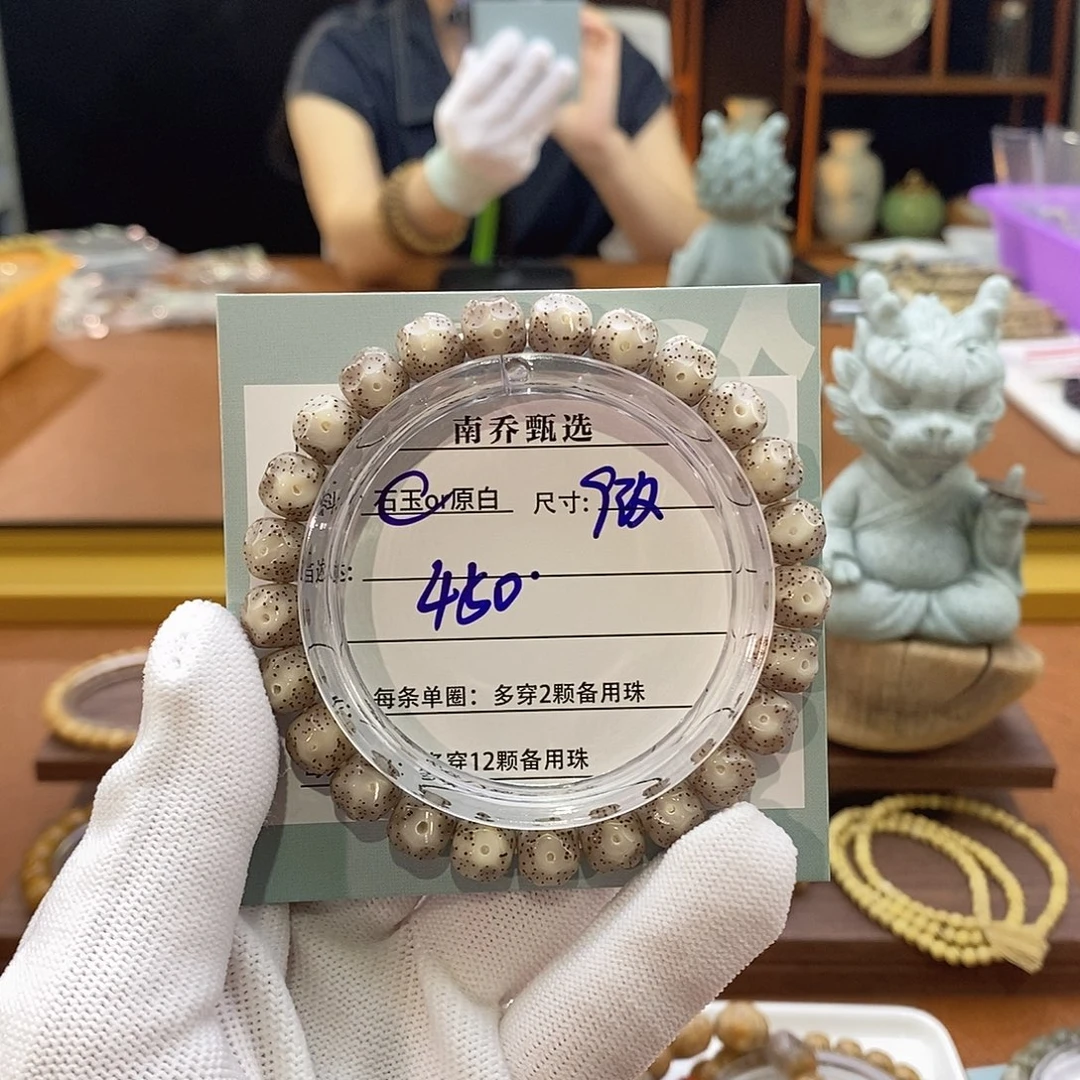 南乔甄选
石玉or原白 尺寸:
450
每条单圈：多穿2颗备用珠
多穿12颗备用珠